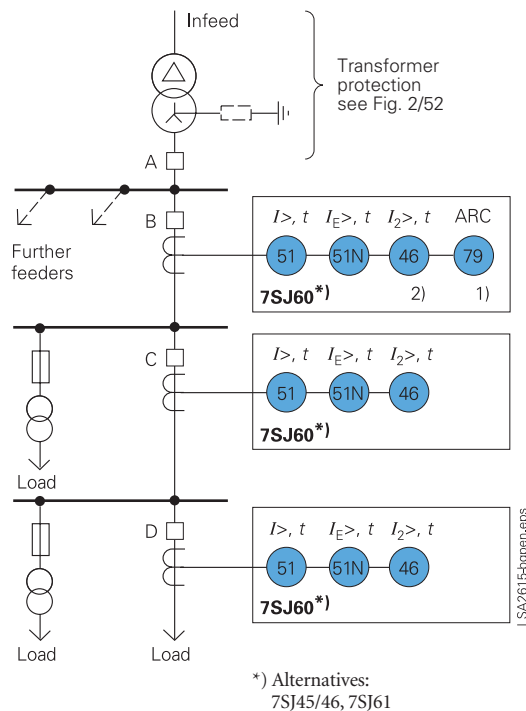 Infeed
Transformer
protection
see Fig. 2/52
A
B
Further
feeders
I>, t IE>, t I2>, t ARC
51 51N 46 79
7SJ60*) 2) 1)
C
I>, t IE>, t I2>, t
51 51N 46
7SJ60*)
Load
D
I>, t IE>, t I2>, t
51 51N 46
7SJ60*)
Load
Load
LSA2615-bgpen.eps
*) Alternatives:
7SJ45/46, 7SJ61